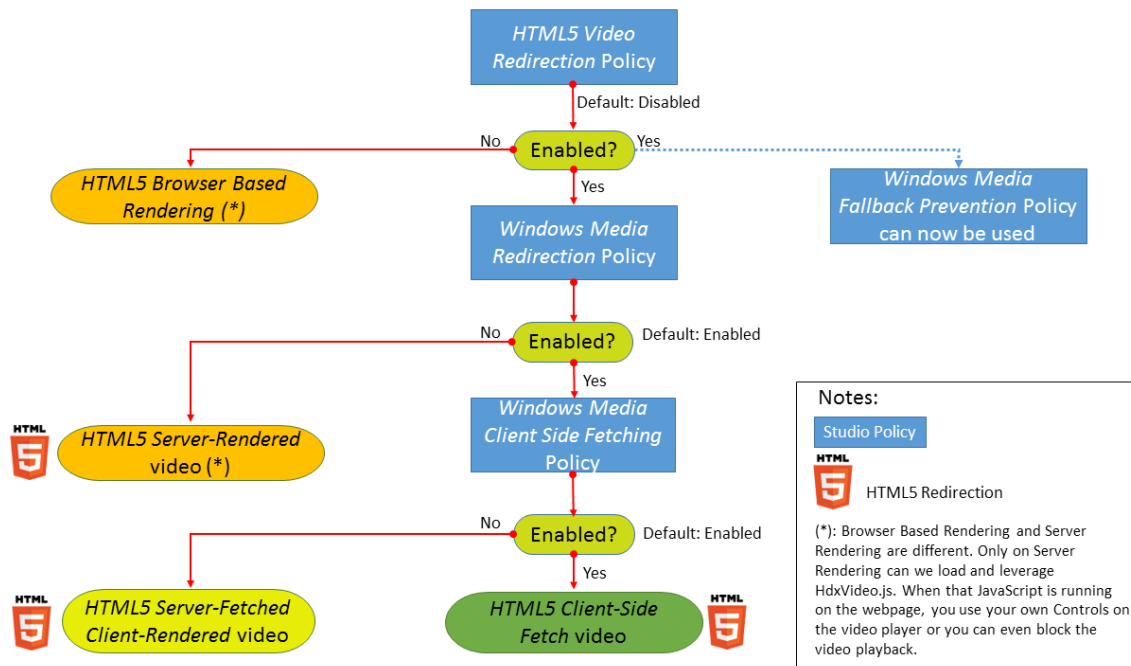 HTML5 Video
Redirection Policy
Default: Disabled
No
Enabled?
Yes
HTML5 Browser Based
Rendering (*)
Yes
Windows Media
Fallback Prevention Policy
can now be used
Windows Media
Redirection Policy
No
Enabled?
Default: Enabled
Yes
HTML
5
HTML5 Server-Rendered
video (*)
Windows Media
Client Side Fetching
Policy
No
Enabled?
Default: Enabled
Yes
HTML
5
HTML5 Server-Fetched
Client-Rendered video
HTML5 Client-Side
Fetch video
HTML
5
Notes:
Studio Policy
HTML
5
HTML5 Redirection
(*): Browser Based Rendering and Server
Rendering are different. Only on Server
Rendering can we load and leverage
HdxVideo.js. When that JavaScript is running
on the webpage, you use your own Controls on
the video player or you can even block the
video playback.